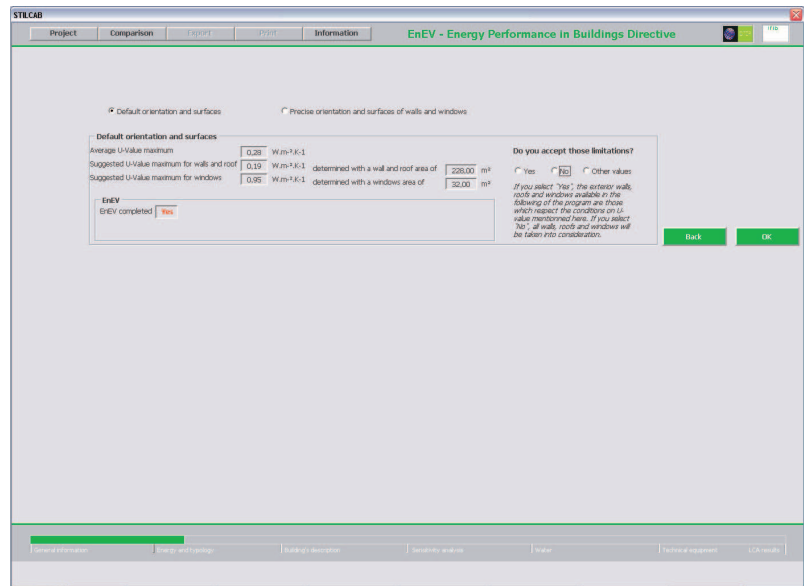 STILCAB
Project Comparison Export Print Information EnEV - Energy Performance in Buildings Directive
Default orientation and surfaces Precise orientation and surfaces of walls and windows
Default orientation and surfaces
Average U-Value maximum 0,28 W.m-².K-1
Suggested U-Value maximum for walls and roof 0,19 W.m-².K-1 determined with a wall and roof area of 228,00 m²
Suggested U-Value maximum for windows 0,95 W.m-².K-1 determined with a windows area of 32,00 m²
EnEV
EnEV completed Yes
Do you accept those limitations?
Yes No Other values
If you select "Yes", the exterior walls,
roofs and windows available in the
following of the program are those
which respect the conditions on U-
value mentionned here. If you select
"No", all walls, roofs and windows will
be taken into consideration.
Back OK
General information Energy and typology Building's description Sensitivity analysis Water Technical equipment LCA results